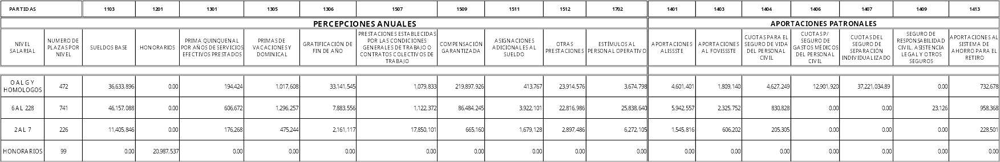 PARTIDAS 1103 1201 1301 1305 1306 1507 1509 1511 1512 1702 1401 1403 1404 1406 1407 1409 1413
PERCEPCIONES ANUALES APORTACIONES PATRONALES
NIVEL
SALARIAL
NUMERO DE
PLAZAS POR
NIVEL
SUELDOS BASE
HONORARIOS
PRIMA QUINQUENAL
POR AÑOS DE SERVICIOS
EFECTIVOS PRESTADOS
PRIMAS DE
VACACIONES Y
DOMINICAL
GRATIFICACIÓN DE
FIN DE AÑO
PRESTACIONES ESTABLECIDAS
POR LAS CONDICIONES
GENERALES DE TRABAJO O
CONTRATOS COLECTIVOS DE
TRABAJO
COMPENSACIÓN
GARANTIZADA
ASIGNACIONES
ADICIONALES AL
SUELDO
OTRAS
PRESTACIONES
ESTÍMULOS AL
PERSONAL OPERATIVO
APORTACIONES
AL ISSSTE
APORTACIONES
AL FOVISSSTE
CUOTAS PARA EL
SEGURO DE VIDA
DEL PERSONAL
CIVIL
CUOTAS P/
SEGURO DE
GASTOS MÉDICOS
DEL PERSONAL
CIVIL
CUOTAS DEL
SEGURO DE
SEPARACIÓN
INDIVIDUALIZADO
SEGURO DE
RESPONSABILIDAD
CIVIL, ASISTENCIA
LEGAL Y OTROS
SEGUROS
APORTACIONES AL
SISTEMA DE
AHORRO PARA EL
RETIRO
O AL G Y
HOMOLOGOS
472 36,633,896 0.00 194,424 1,017,608 33,141,545 1,079,833 219,897,926 413,767 23,914,576 3,674,798 4,601,401 1,809,140 4,627,249 12,901,920 37,221,034.89 0.00 732,678
6 AL 228 741 46,157,088 0.00 606,672 1,296,257 7,883,556 1,122,372 86,484,245 3,922,101 22,816,986 25,838,640 5,942,557 2,325,752 830,828 0.00 0.00 23,126 958,368
2 AL 7 226 11,405,846 0.00 176,268 475,244 2,161,117 17,850,101 665,160 1,679,128 2,897,486 6,272,105 1,545,816 606,202 205,305 0.00 0.00 0.00 228,501
HONORARIOS 99 0.00 20,987,537 0.00 0.00 0.00 0.00 0.00 0.00 0.00 0.00 0.00 0.00 0.00 0.00 0.00 0.00 0.00